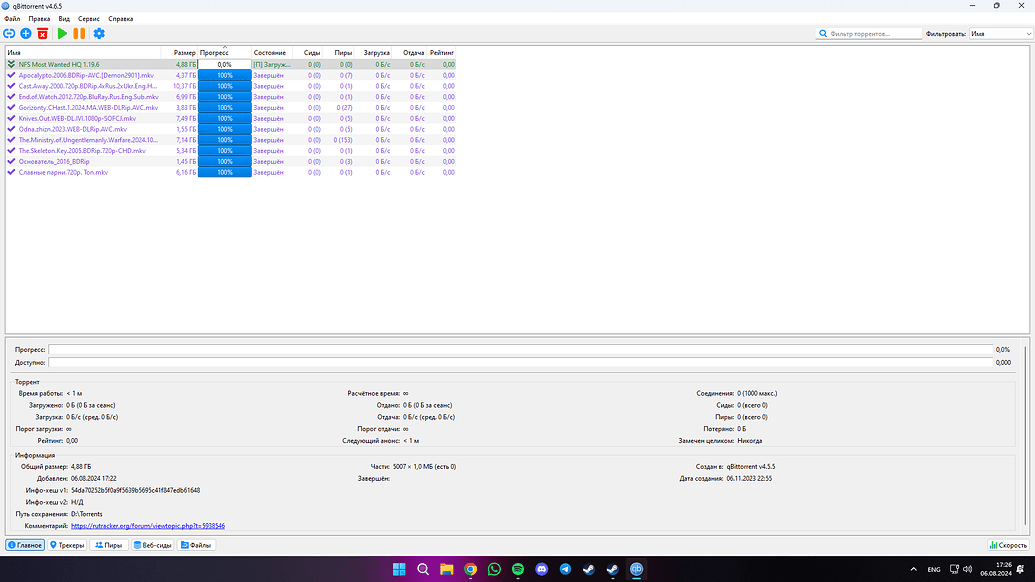 qBittorrent v4.6.5
Файл Правка Вид Сервис Справка
Фильтр торрентов... Фильтровать: Имя
Имя Размер Прогресс Состояние Сиды Пиры Загрузка Отдача Рейтинг
NFS Most Wanted HQ 1.19.6 4,88 ГБ 0,0% [П] Загруж... 0 (0) 0 (0) 0 Б/с 0 Б/с 0,00
Apocalypto.2006.BDRip-AVC.[Demon2901].mkv 4,37 ГБ 100% Завершён 0 (0) 0 (7) 0 Б/с 0 Б/с 0,00
Cast.Away.2000.720p.BDRip.4xRus.2xUkr.Eng.H... 10,37 ГБ 100% Завершён 0 (0) 0 (1) 0 Б/с 0 Б/с 0,00
End.of.Watch.2012.720p.BluRay.Rus.Eng.Sub.mkv 6,99 ГБ 100% Завершён 0 (0) 0 (1) 0 Б/с 0 Б/с 0,00
Gorizonty.CHast.1.2024.MA.WEB-DLRip.AVC.mkv 3,83 ГБ 100% Завершён 0 (0) 0 (27) 0 Б/с 0 Б/с 0,00
Knives.Out.WEB-DL.IVI.1080p-SOFCJ.mkv 7,49 ГБ 100% Завершён 0 (0) 0 (5) 0 Б/с 0 Б/с 0,00
Odna.zhizn.2023.WEB-DLRip.AVC.mkv 1,55 ГБ 100% Завершён 0 (0) 0 (5) 0 Б/с 0 Б/с 0,00
The.Ministry.of.Ungentlemanly.Warfare.2024.10... 7,14 ГБ 100% Завершён 0 (0) 0 (153) 0 Б/с 0 Б/с 0,00
The.Skeleton.Key.2005.BDRip.720p-CHD.mkv 5,34 ГБ 100% Завершён 0 (0) 0 (1) 0 Б/с 0 Б/с 0,00
Основатель_2016_BDRip 1,45 ГБ 100% Завершён 0 (0) 0 (3) 0 Б/с 0 Б/с 0,00
Славные парни.720p. Ton.mkv 6,16 ГБ 100% Завершён 0 (0) 0 (1) 0 Б/с 0 Б/с 0,00
Прогресс: 0,0%
Доступно: 0,000
Торрент
Время работы: < 1 м Расчётное время: ∞ Соединения: 0 (1000 макс.)
Загружено: 0 Б (0 Б за сеанс) Отдано: 0 Б (0 Б за сеанс) Сиды: 0 (всего 0)
Загрузка: 0 Б/с (сред. 0 Б/с) Отдача: 0 Б/с (сред. 0 Б/с) Пиры: 0 (всего 0)
Порог загрузки: ∞ Порог отдачи: ∞ Потеряно: 0 Б
Рейтинг: 0,00 Следующий анонс: < 1 м Замечен целиком: Никогда
Информация
Общий размер: 4,88 ГБ Части: 5007 × 1,0 МБ (есть 0) Создан в: qBittorrent v4.5.5
Добавлен: 06.08.2024 17:22 Завершён: Дата создания: 06.11.2023 22:55
Инфо-хеш v1: 54da70252b5f0a9f5639b5695c41f847edb61648
Инфо-хеш v2: Н/Д
Путь сохранения: D:\Torrents
Комментарий: https://rutracker.org/forum/viewtopic.php?t=5938546
Главное Трекеры Пиры Веб-сиды Файлы Скорость
ENG 17:26
06.08.2024